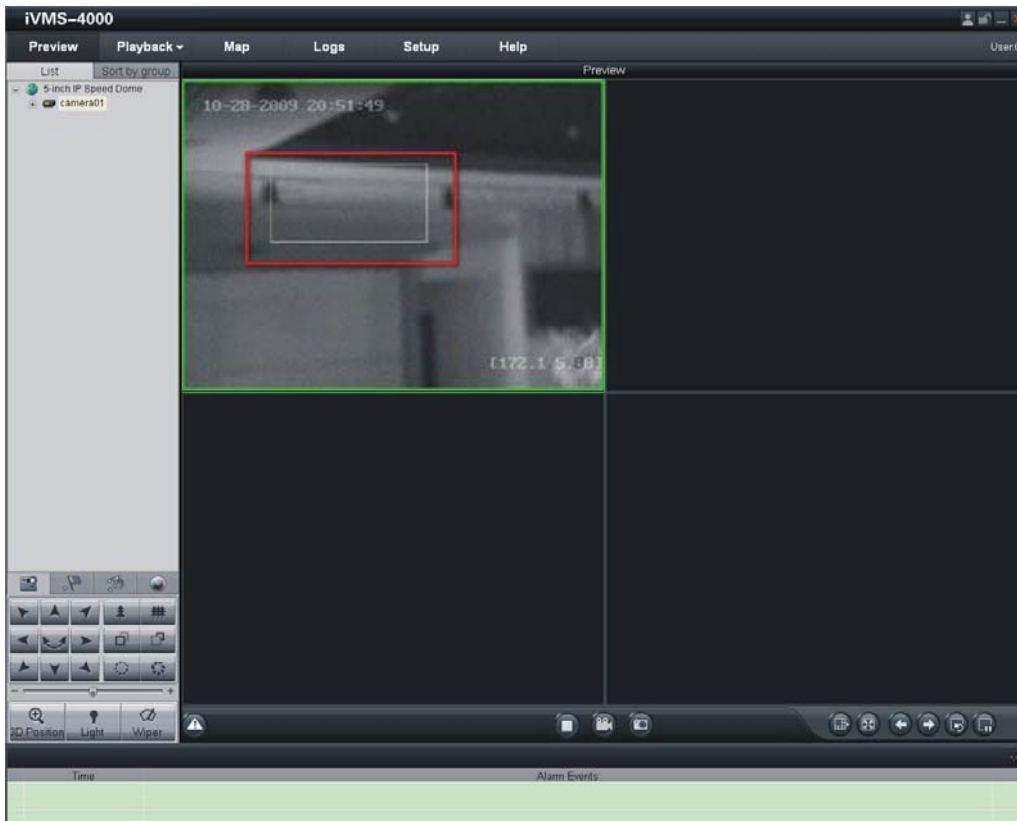 iVMS-4000
Preview
Playback
Map
Logs
Setup
Help
List
Sort by group
Preview
5-inch IP Speed Dome
camera01
10-28-2009 20:51:49
3D Position
Light
Wiper
Time
Alarm Events